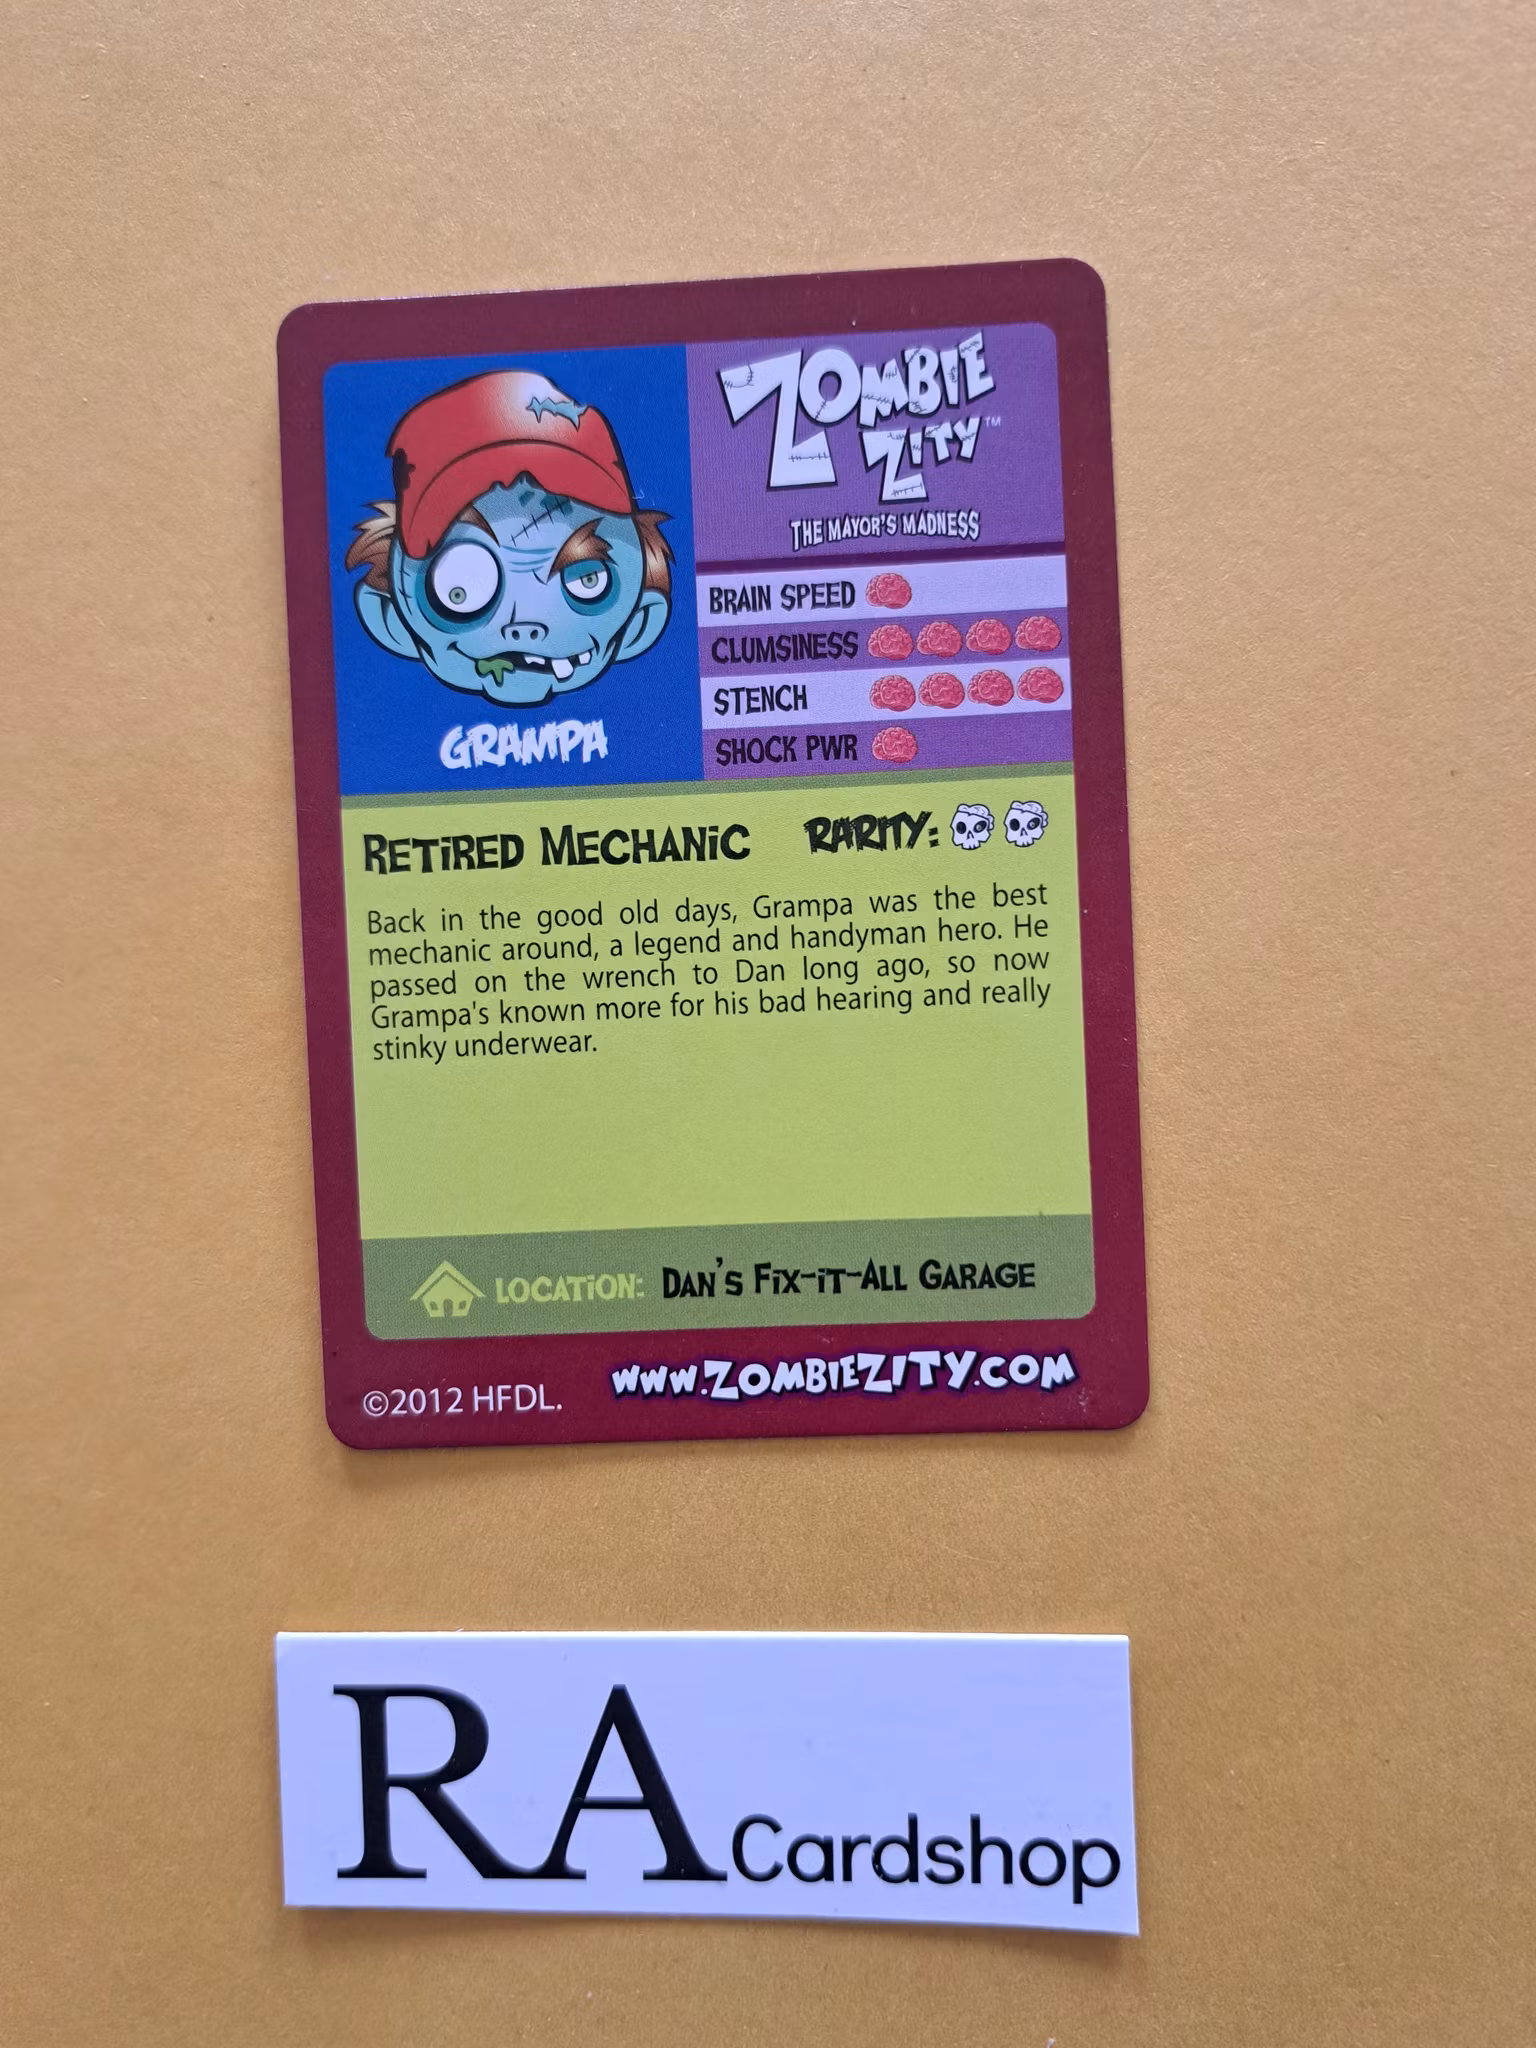 ZOMBIE
ZITY™
THE MAYOR'S MADNESS
GRAMPA
BRAIN SPEED
CLUMSINESS
STENCH
SHOCK PWR
RETIRED MECHANIC RARITY:
Back in the good old days, Grampa was the best
mechanic around, a legend and handyman hero. He
passed on the wrench to Dan long ago, so now
Grampa's known more for his bad hearing and really
stinky underwear.
LOCATION: DAN'S FIX-IT-ALL GARAGE
©2012 HFDL. WWW.ZOMBIEZITY.COM
RA Cardshop